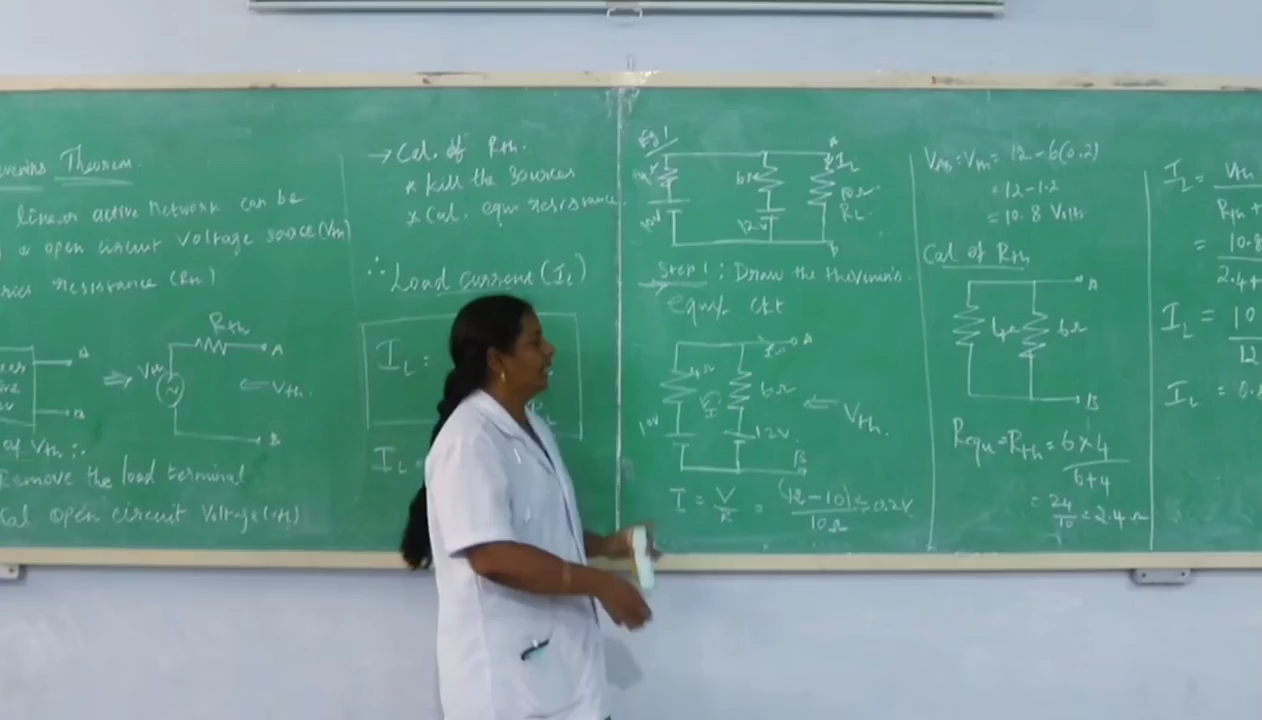 Theorem.
linear active Network can be
a open circuit Voltage source (Vth)
resistance (Rth)
Rth
A
Vth
B
of Vth :
Remove the load terminal
Cal open circuit Voltage (Vth)
→ Cal. of Rth.
* kill the sources
* Cal. equ resistance
∴ Load current (IL)
IL =
IL =
Eg 1
A
IL
6Ω
10Ω
RL
10V
12V
B
Step 1 : Draw the thevenin's
equ. Ckt
A
4Ω
6Ω
I
10V
12V
Vth.
B
I = V/R = (12-10)/10Ω = 0.2V
VAB = Vth = 12 - 6(0.2)
= 12 - 1.2
= 10.8 Volts
Cal of Rth
A
4Ω
6Ω
B
Requ = Rth = 6×4/6+4
= 24/10 = 2.4 Ω
IL = Vth
Rth +
= 10.8
2.4 +
IL = 10
12
IL = 0.8